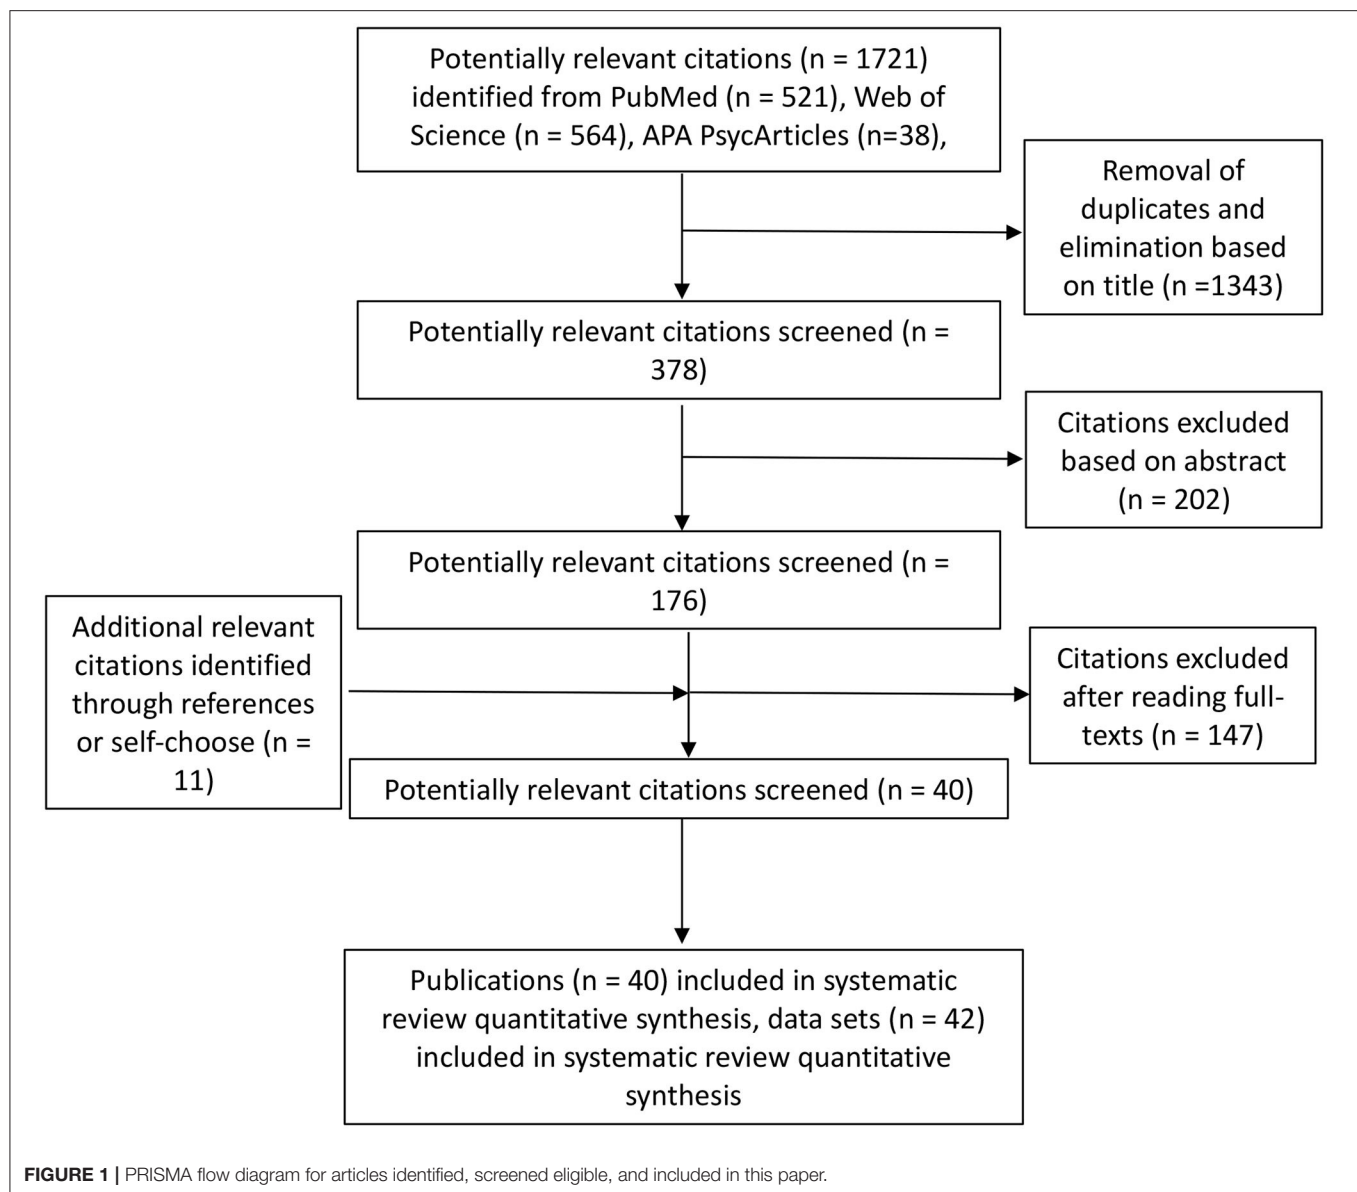 Potentially relevant citations (n = 1721)
identified from PubMed (n = 521), Web of
Science (n = 564), APA PsycArticles (n=38),
Removal of
duplicates and
elimination based
on title (n =1343)
Potentially relevant citations screened (n =
378)
Citations excluded
based on abstract
(n = 202)
Potentially relevant citations screened (n =
176)
Additional relevant
citations identified
through references
or self-choose (n =
11)
Citations excluded
after reading full-
texts (n = 147)
Potentially relevant citations screened (n = 40)
Publications (n = 40) included in systematic
review quantitative synthesis, data sets (n = 42)
included in systematic review quantitative
synthesis
FIGURE 1 | PRISMA flow diagram for articles identified, screened eligible, and included in this paper.